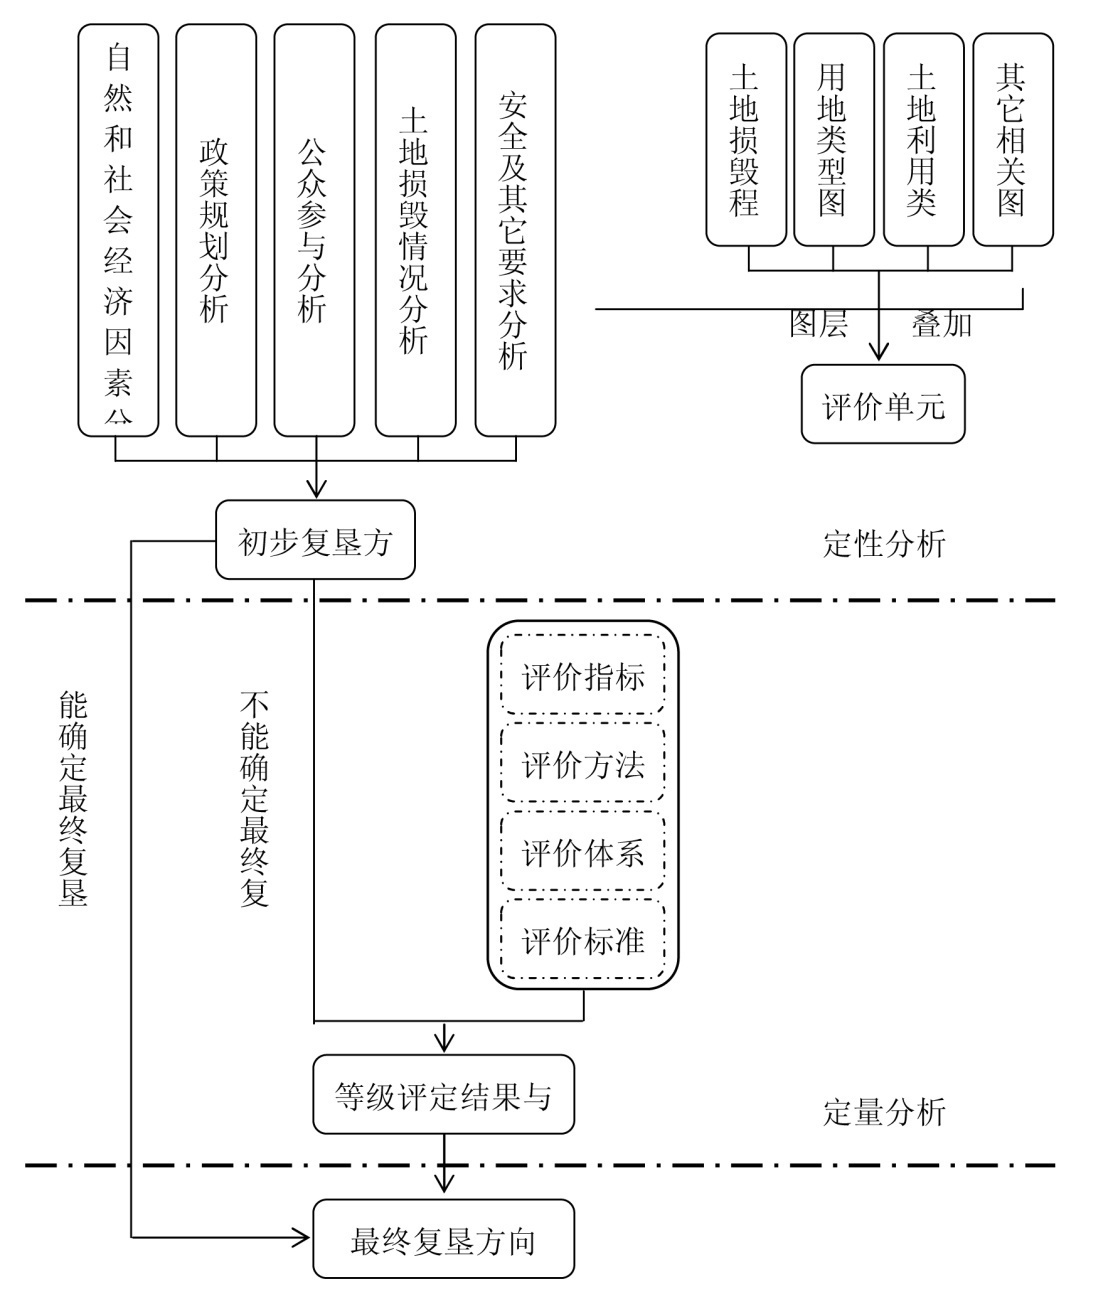 自然和社会经济因素分
政策规划分析
公众参与分析
土地损毁情况分析
安全及其它要求分析
土地损毁程
用地类型图
土地利用类
其它相关图
图层 叠加
评价单元
初步复垦方
定性分析
能确定最终复垦
不能确定最终复
评价指标
评价方法
评价体系
评价标准
等级评定结果与
定量分析
最终复垦方向